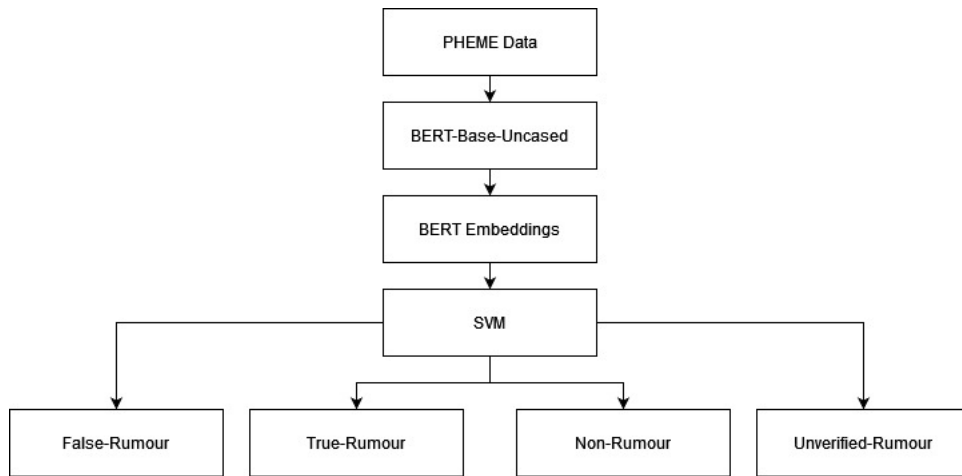 PHEME Data
BERT-Base-Uncased
BERT Embeddings
SVM
False-Rumour
True-Rumour
Non-Rumour
Unverified-Rumour